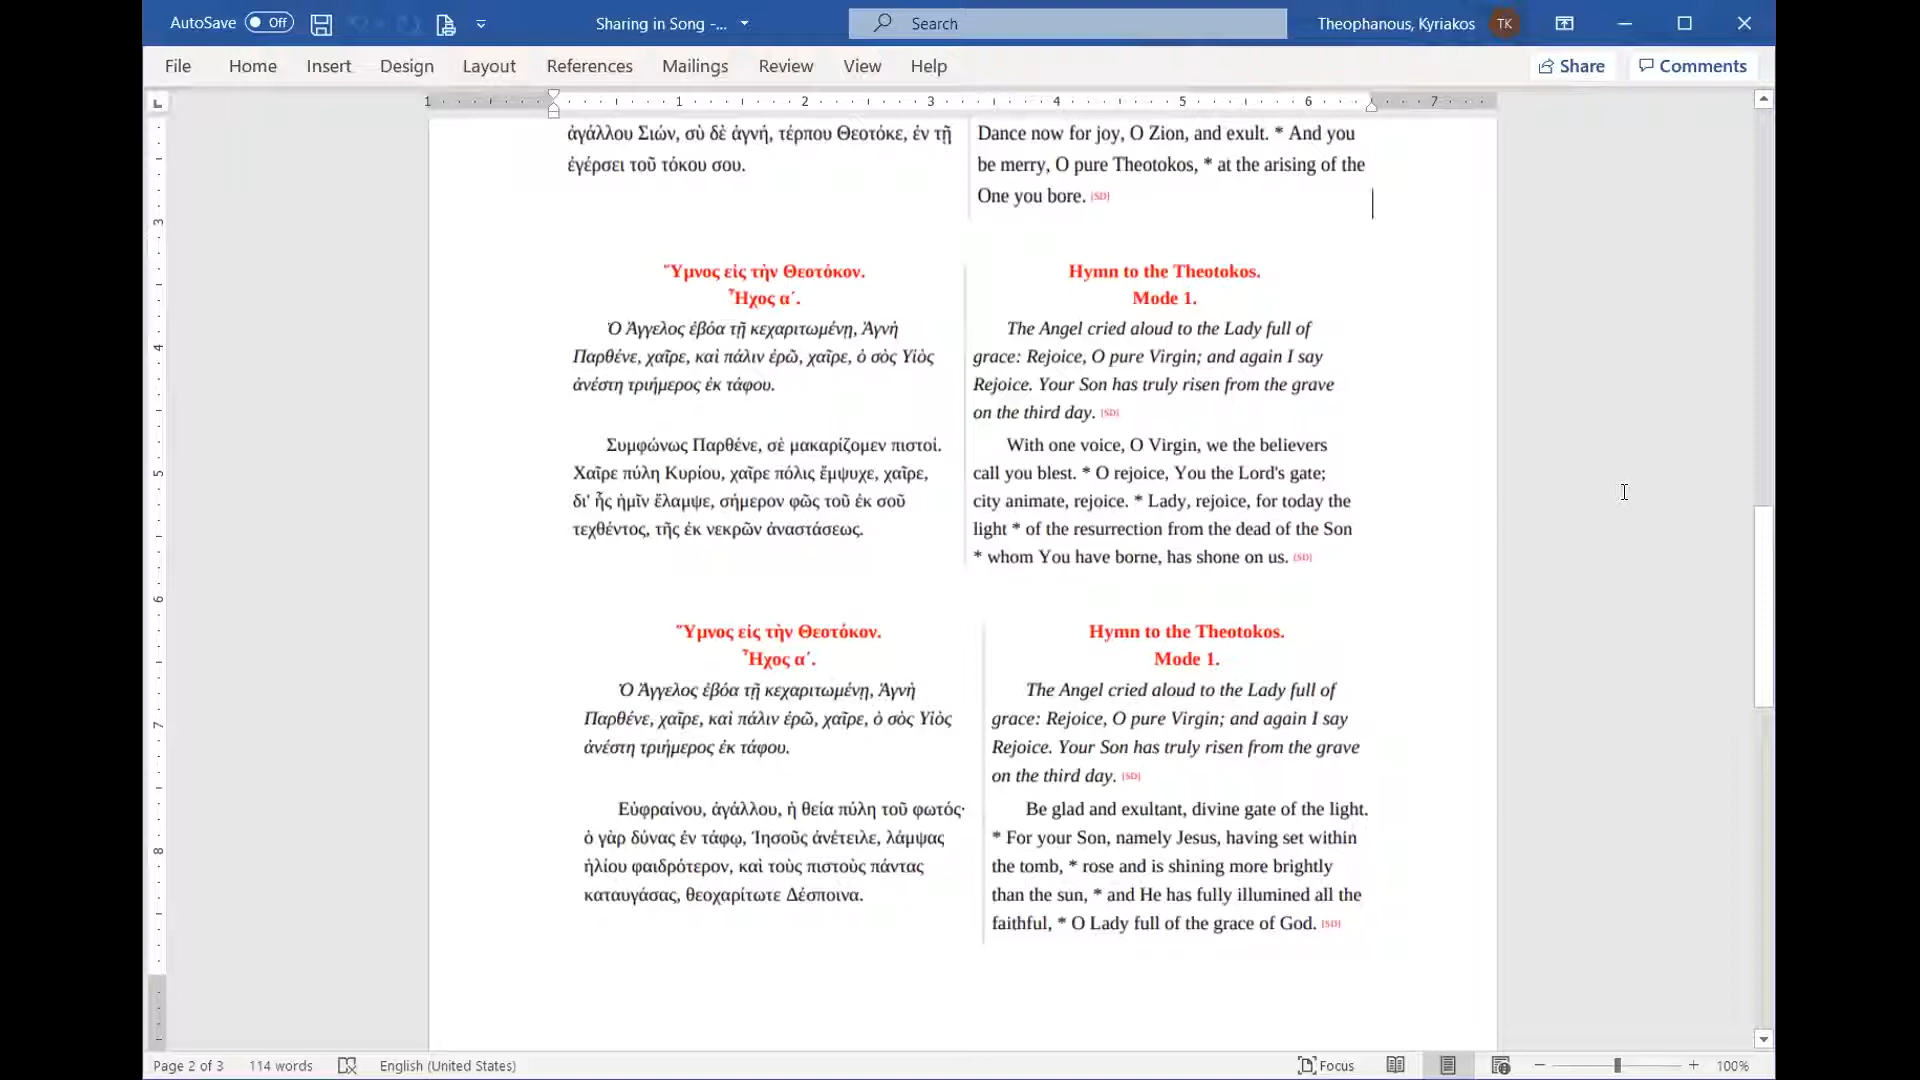 AutoSave Off Sharing in Song -... Search Theophanous, Kyriakos TK
File Home Insert Design Layout References Mailings Review View Help Share Comments
1 1 2 3 4 5 6 7
ἀγάλλου Σιών, σὺ δὲ ἁγνή, τέρπου Θεοτόκε, ἐν τῇ
ἐγέρσει τοῦ τόκου σου.
Dance now for joy, O Zion, and exult. * And you
be merry, O pure Theotokos, * at the arising of the
One you bore. [SD]
Ὕμνος εἰς τὴν Θεοτόκον.
Ἦχος αʹ.
Ὁ Ἄγγελος ἐβόα τῇ κεχαριτωμένῃ, Ἁγνὴ
Παρθένε, χαῖρε, καὶ πάλιν ἐρῶ, χαῖρε, ὁ σὸς Υἱὸς
ἀνέστη τριήμερος ἐκ τάφου.
Συμφώνως Παρθένε, σὲ μακαρίζομεν πιστοί.
Χαῖρε πύλη Κυρίου, χαῖρε πόλις ἔμψυχε, χαῖρε,
δι' ἧς ἡμῖν ἔλαμψε, σήμερον φῶς τοῦ ἐκ σοῦ
τεχθέντος, τῆς ἐκ νεκρῶν ἀναστάσεως.
Hymn to the Theotokos.
Mode 1.
The Angel cried aloud to the Lady full of
grace: Rejoice, O pure Virgin; and again I say
Rejoice. Your Son has truly risen from the grave
on the third day. [SD]
With one voice, O Virgin, we the believers
call you blest. * O rejoice, You the Lord's gate;
city animate, rejoice. * Lady, rejoice, for today the
light * of the resurrection from the dead of the Son
* whom You have borne, has shone on us. [SD]
Ὕμνος εἰς τὴν Θεοτόκον.
Ἦχος αʹ.
Ὁ Ἄγγελος ἐβόα τῇ κεχαριτωμένῃ, Ἁγνὴ
Παρθένε, χαῖρε, καὶ πάλιν ἐρῶ, χαῖρε, ὁ σὸς Υἱὸς
ἀνέστη τριήμερος ἐκ τάφου.
Εὐφραίνου, ἀγάλλου, ἡ θεία πύλη τοῦ φωτός·
ὁ γὰρ δύνας ἐν τάφῳ, Ἰησοῦς ἀνέτειλε, λάμψας
ἡλίου φαιδρότερον, καὶ τοὺς πιστοὺς πάντας
καταυγάσας, θεοχαρίτωτε Δέσποινα.
Hymn to the Theotokos.
Mode 1.
The Angel cried aloud to the Lady full of
grace: Rejoice, O pure Virgin; and again I say
Rejoice. Your Son has truly risen from the grave
on the third day. [SD]
Be glad and exultant, divine gate of the light.
* For your Son, namely Jesus, having set within
the tomb, * rose and is shining more brightly
than the sun, * and He has fully illumined all the
faithful, * O Lady full of the grace of God. [SD]
3
4
5
6
7
8
Page 2 of 3 114 words English (United States) Focus 100%